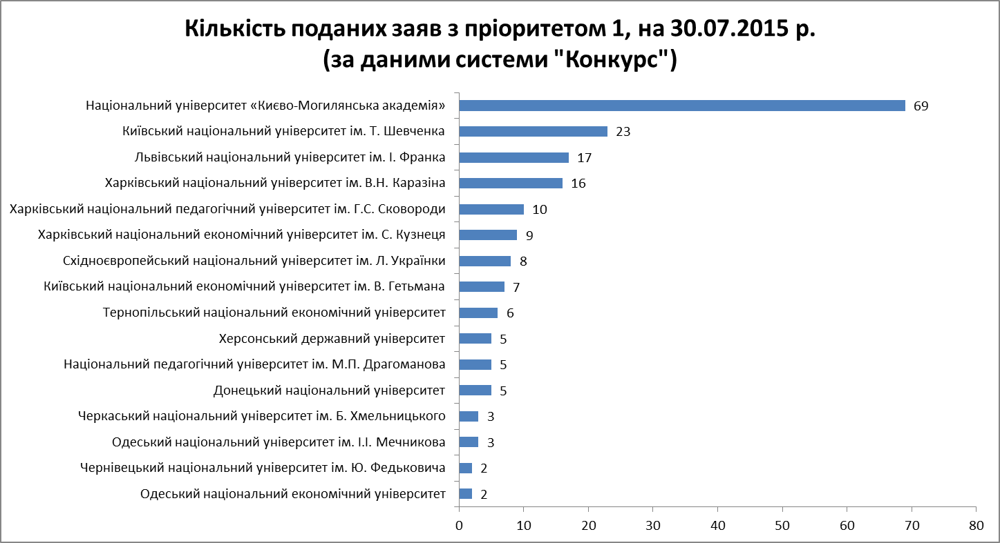 Кількість поданих заяв з пріоритетом 1, на 30.07.2015 р.
(за даними системи "Конкурс")
Національний університет «Києво-Могилянська академія» 69
Київський національний університет ім. Т. Шевченка 23
Львівський національний університет ім. І. Франка 17
Харківський національний університет ім. В.Н. Каразіна 16
Харківський національний педагогічний університет ім. Г.С. Сковороди 10
Харківський національний економічний університет ім. С. Кузнеця 9
Східноєвропейський національний університет ім. Л. Українки 8
Київський національний економічний університет ім. В. Гетьмана 7
Тернопільський національний економічний університет 6
Херсонський державний університет 5
Національний педагогічний університет ім. М.П. Драгоманова 5
Донецький національний університет 5
Черкаський національний університет ім. Б. Хмельницького 3
Одеський національний університет ім. І.І. Мечникова 3
Чернівецький національний університет ім. Ю. Федьковича 2
Одеський національний економічний університет 2
0 10 20 30 40 50 60 70 80